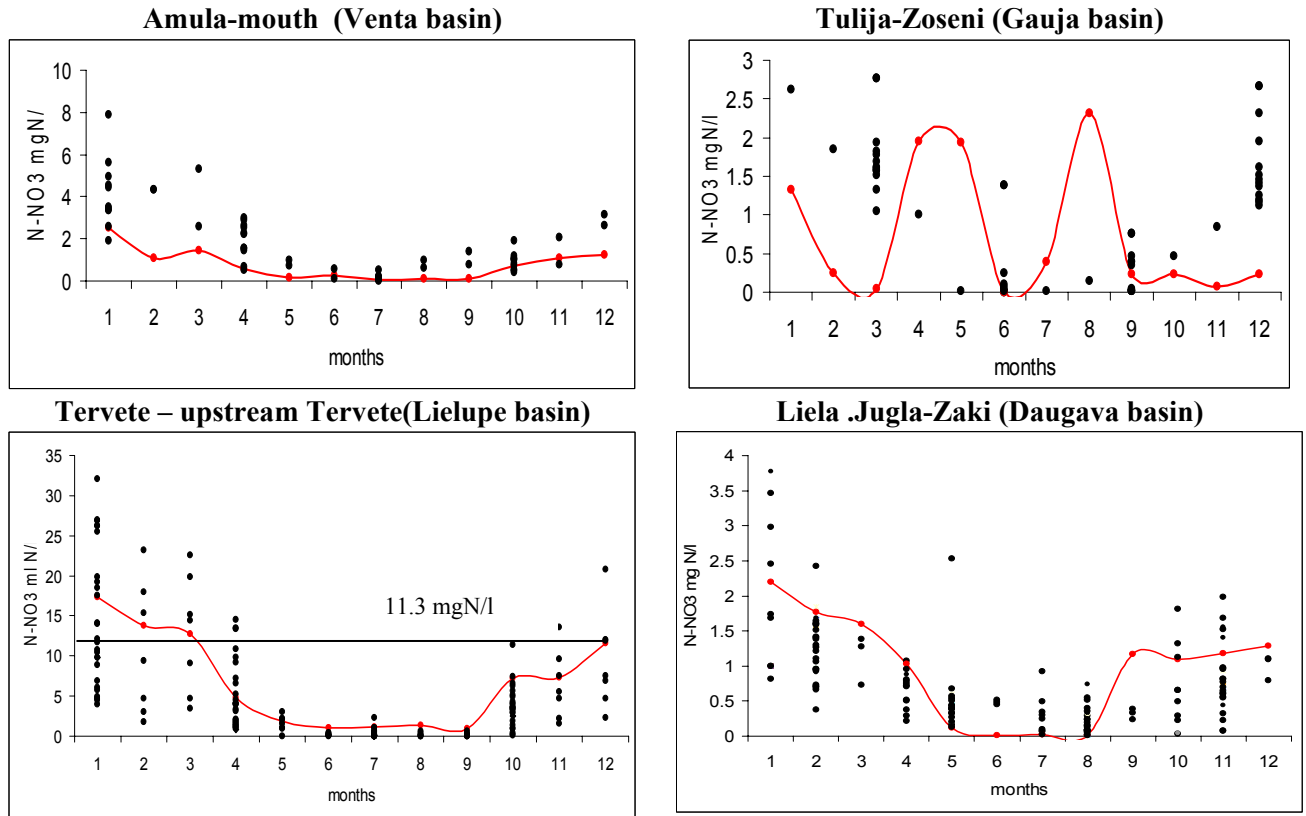 Amula-mouth (Venta basin)
N-NO3 mgN/
10
8
6
4
2
0
1 2 3 4 5 6 7 8 9 10 11 12
months
Tulija-Zoseni (Gauja basin)
N-NO3 mgN/l
3
2.5
2
1.5
1
0.5
0
1 2 3 4 5 6 7 8 9 10 11 12
months
Tervete – upstream Tervete(Lielupe basin)
N-NO3 ml N/
35
30
25
20
15
10
5
0
11.3 mgN/l
1 2 3 4 5 6 7 8 9 10 11 12
months
Liela .Jugla-Zaki (Daugava basin)
N-NO3 mg N/l
4
3.5
3
2.5
2
1.5
1
0.5
0
1 2 3 4 5 6 7 8 9 10 11 12
months